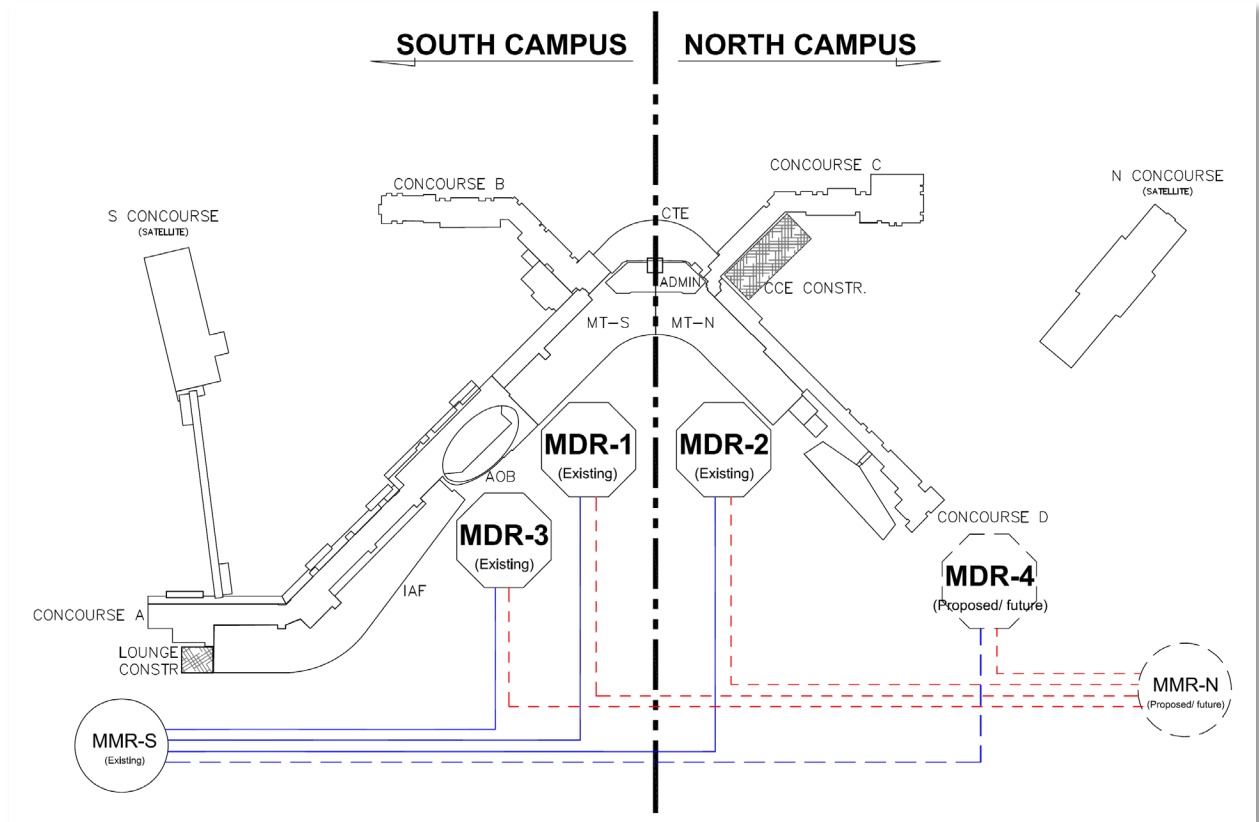 SOUTH CAMPUS
NORTH CAMPUS
CONCOURSE B
CONCOURSE C
N CONCOURSE
(SATELLITE)
S CONCOURSE
(SATELLITE)
CTE
ADMIN
CCE CONSTR.
MT-S
MT-N
MDR-1
(Existing)
MDR-2
(Existing)
AOB
MDR-3
(Existing)
CONCOURSE D
MDR-4
(Proposed/ future)
IAF
CONCOURSE A
LOUNGE
CONSTR
MMR-N
(Proposed/ future)
MMR-S
(Existing)